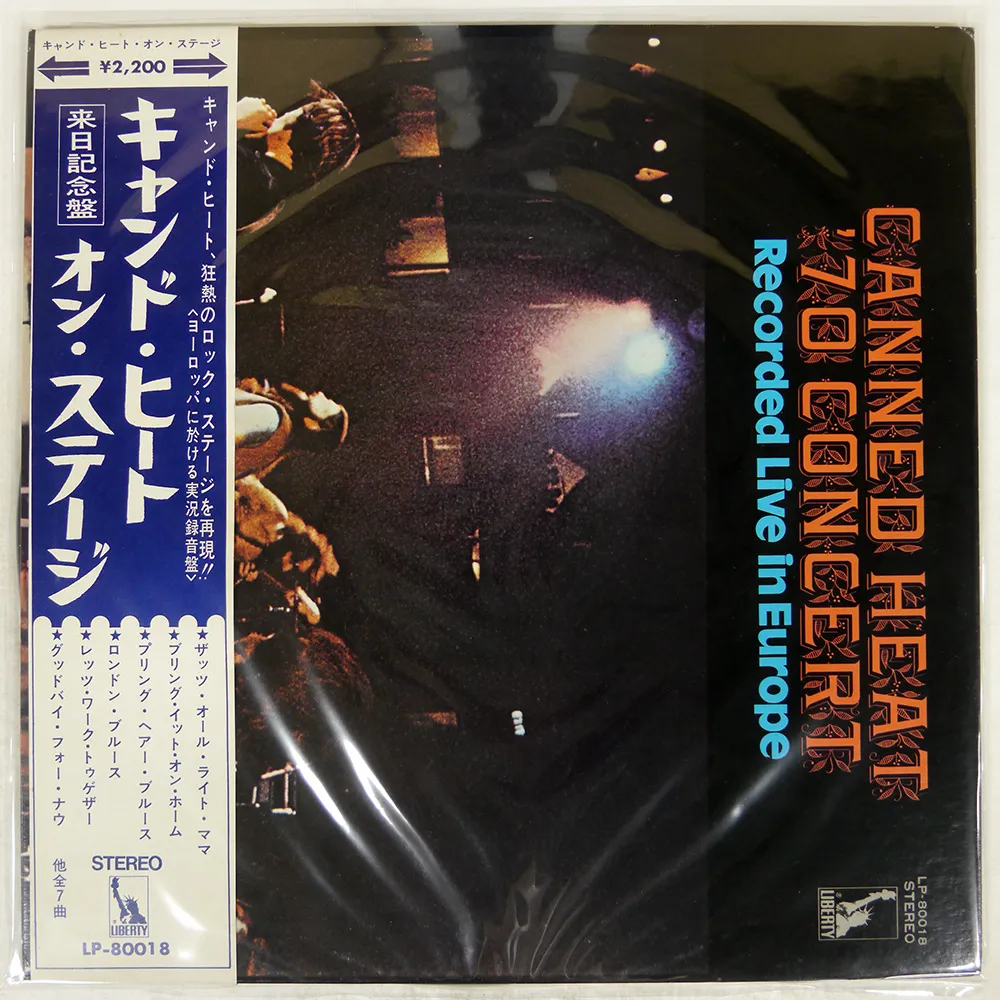 キャンド・ヒート・オン・ステージ
¥2,200
キャンド・ヒート、狂熱のロック・ステージを再現!!
〈ヨーロッパに於ける実況録音盤〉
キャンド・ヒート
オン・ステージ
来日記念盤
★ザッツ・オール・ライト・ママ
★ブリング・イット・オン・ホーム
★プリング・ヘアー・ブルース
★ロンドン・ブルース
★レッツ・ワーク・トゥゲザー
★グッドバイ・フォー・ナウ
他全7曲
STEREO
LIBERTY
LP-80018
CANNED HEAT
'70 CONCERT
Recorded Live in Europe
LP-80018
STEREO
LIBERTY